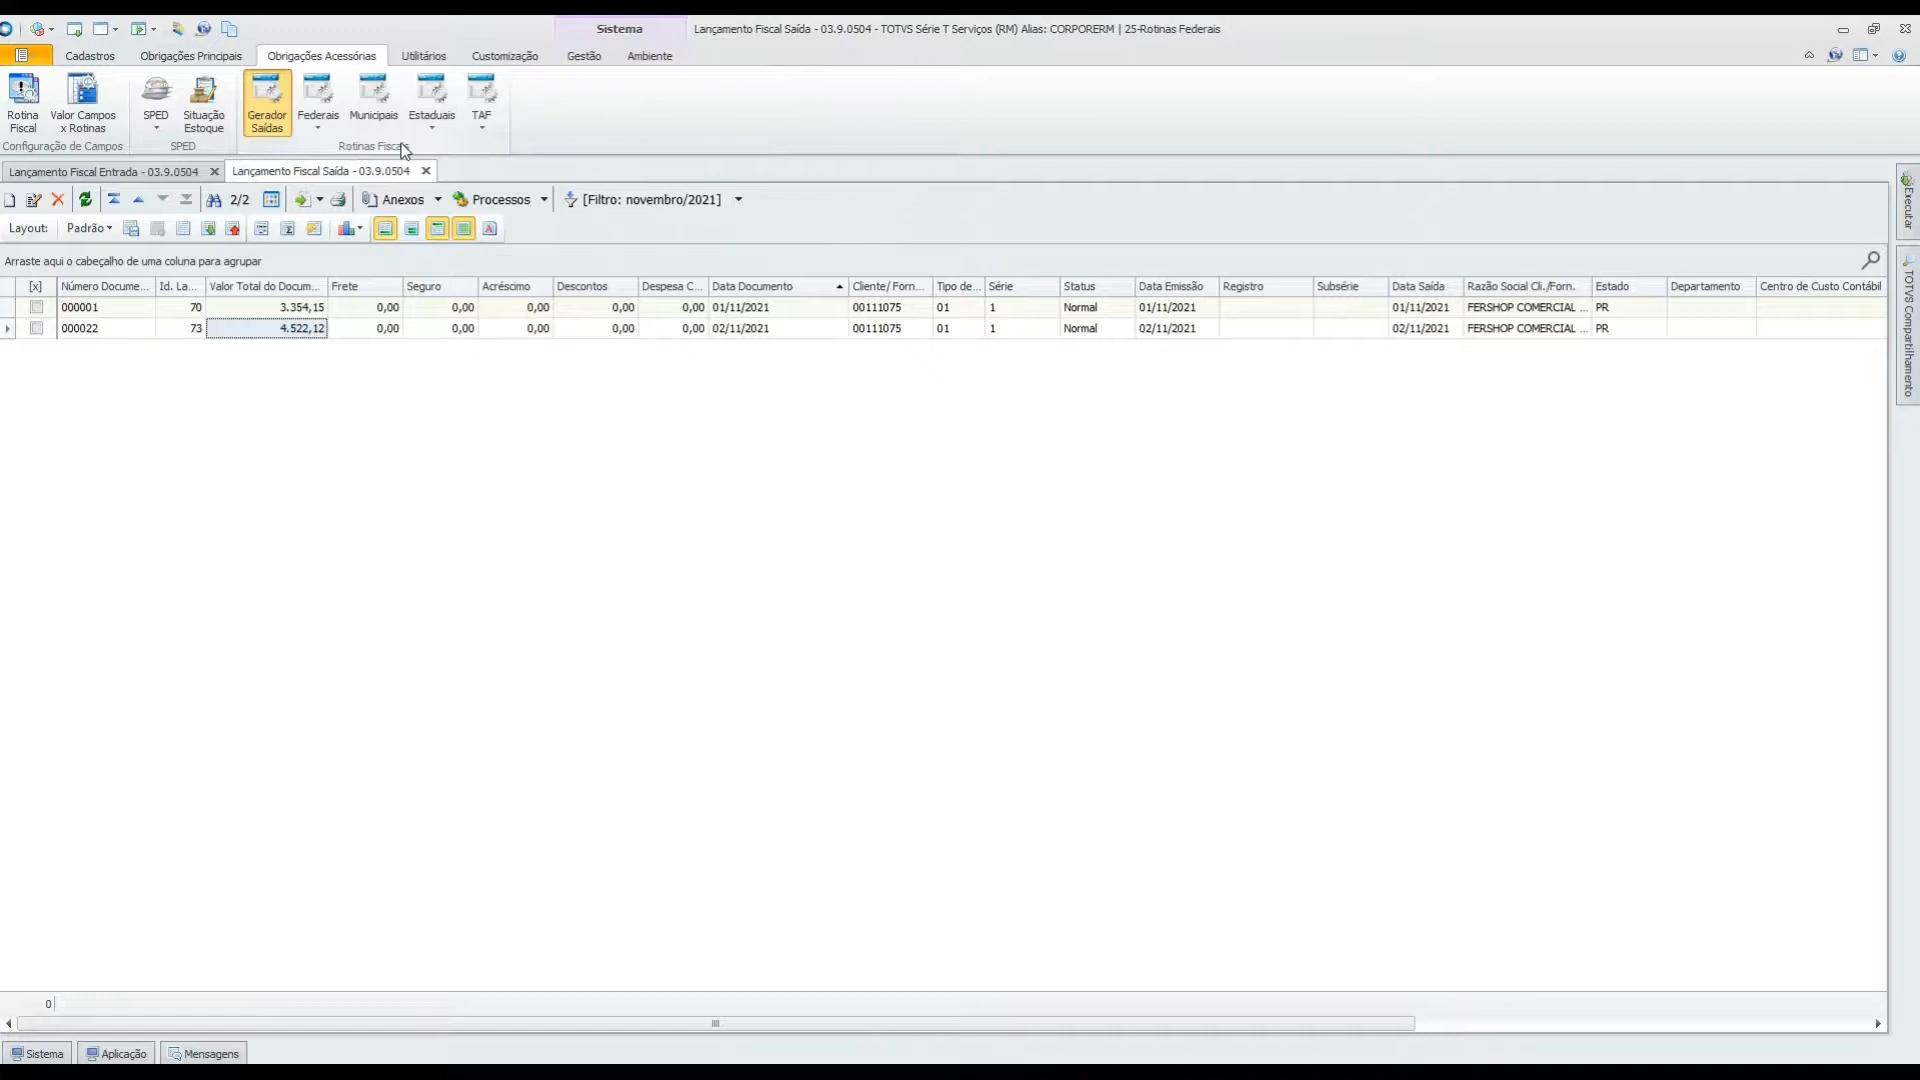 Sistema Lançamento Fiscal Saída - 03.9.0504 - TOTVS Série T Serviços (RM) Alias: CORPORERM | 25-Rotinas Federais
Cadastros Obrigações Principais Obrigações Acessórias Utilitários Customização Gestão Ambiente
Rotina Fiscal Valor Campos x Rotinas SPED Situação Estoque Gerador Saídas Federais Municipais Estaduais TAF
Configuração de Campos SPED Rotinas Fiscais
Lançamento Fiscal Entrada - 03.9.0504 Lançamento Fiscal Saída - 03.9.0504
2/2 Anexos Processos [Filtro: novembro/2021]
Layout: Padrão
Arraste aqui o cabeçalho de uma coluna para agrupar
[x] Número Docume... Id. La... Valor Total do Docum... Frete Seguro Acréscimo Descontos Despesa C... Data Documento Cliente/ Forn... Tipo de... Série Status Data Emissão Registro Subsérie Data Saída Razão Social Cli./Forn. Estado Departamento Centro de Custo Contábil
000001 70 3.354,15 0,00 0,00 0,00 0,00 0,00 01/11/2021 00111075 01 1 Normal 01/11/2021 01/11/2021 FERSHOP COMERCIAL ... PR
000022 73 4.522,12 0,00 0,00 0,00 0,00 0,00 02/11/2021 00111075 01 1 Normal 02/11/2021 02/11/2021 FERSHOP COMERCIAL ... PR
0
Sistema Aplicação Mensagens
Executar
TOTVS Compartilhamento